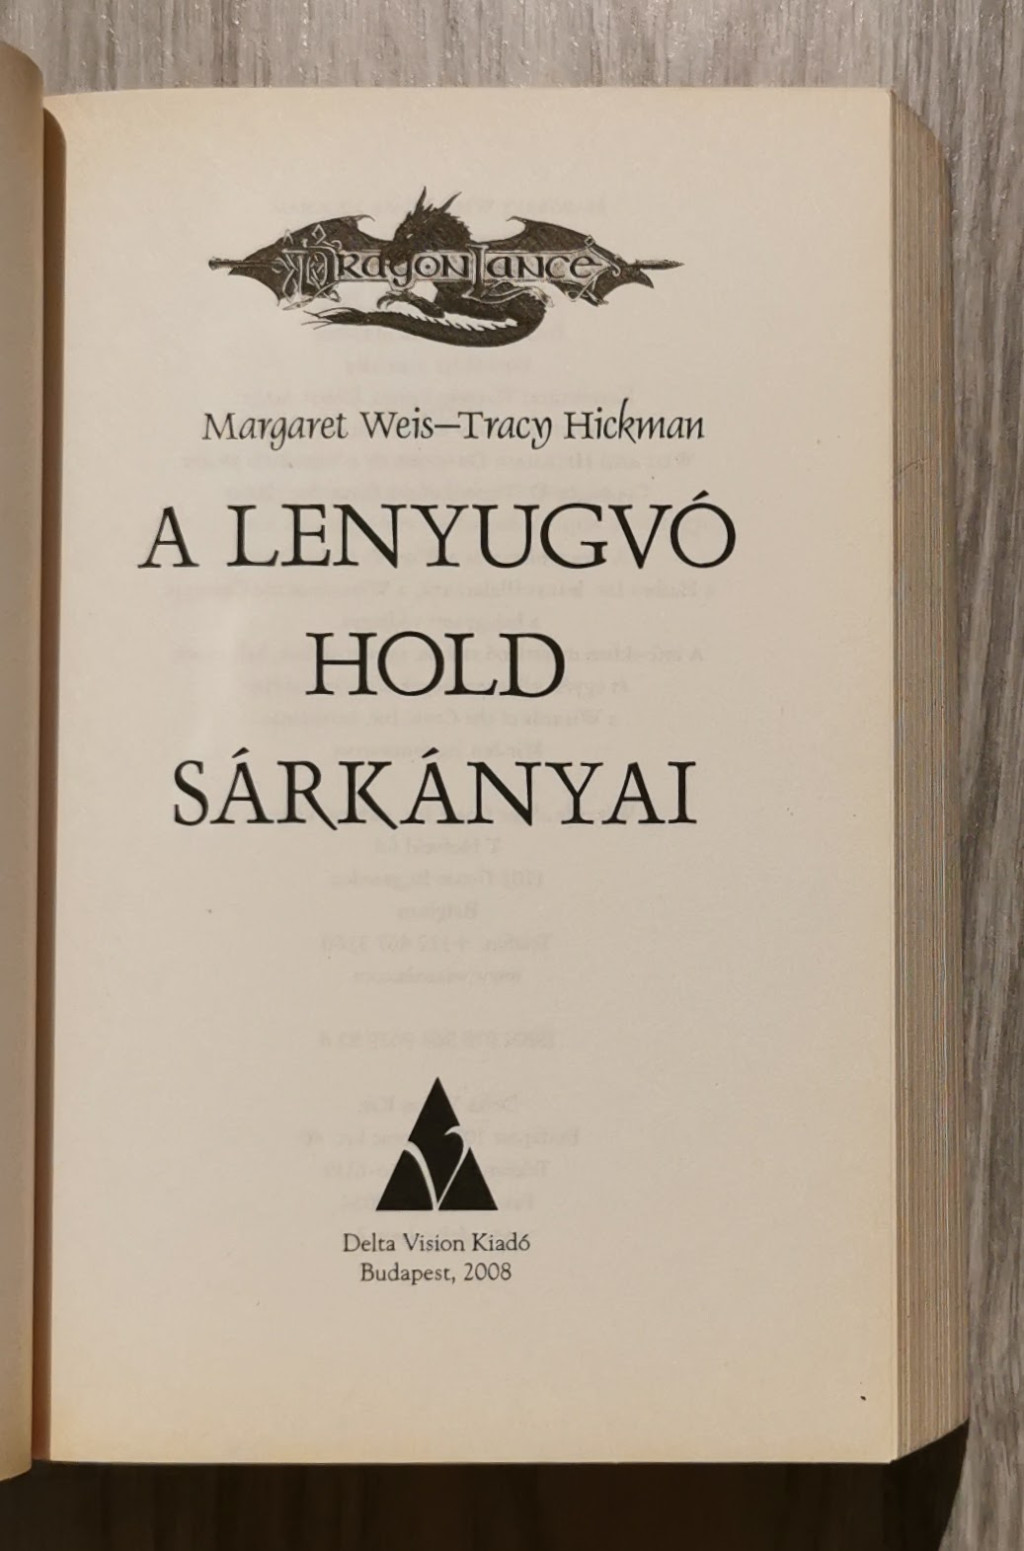 DragonLance
Margaret Weis–Tracy Hickman
A LENYUGVÓ
HOLD
SÁRKÁNYAI
Delta Vision Kiadó
Budapest, 2008